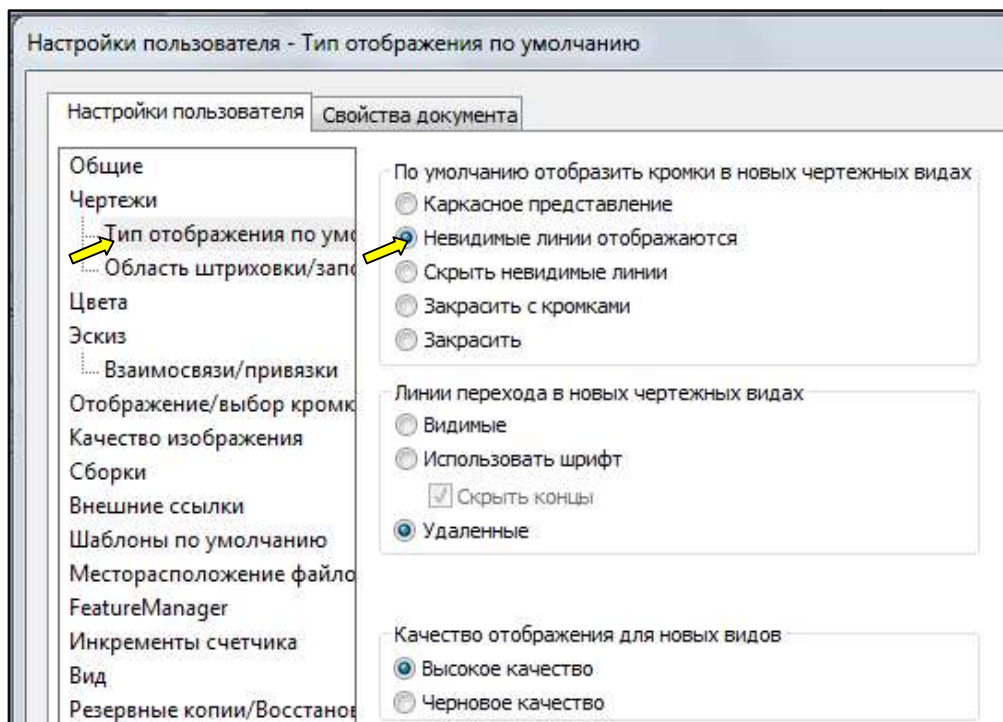 Настройки пользователя - Тип отображения по умолчанию
Настройки пользователя
Свойства документа
Общие
Чертежи
Тип отображения по умо
Область штриховки/запо
Цвета
Эскиз
Взаимосвязи/привязки
Отображение/выбор кромк
Качество изображения
Сборки
Внешние ссылки
Шаблоны по умолчанию
Месторасположение файло
FeatureManager
Инкременты счетчика
Вид
Резервные копии/Восстанов
По умолчанию отобразить кромки в новых чертежных видах
Каркасное представление
Невидимые линии отображаются
Скрыть невидимые линии
Закрасить с кромками
Закрасить
Линии перехода в новых чертежных видах
Видимые
Использовать шрифт
Скрыть концы
Удаленные
Качество отображения для новых видов
Высокое качество
Черновое качество